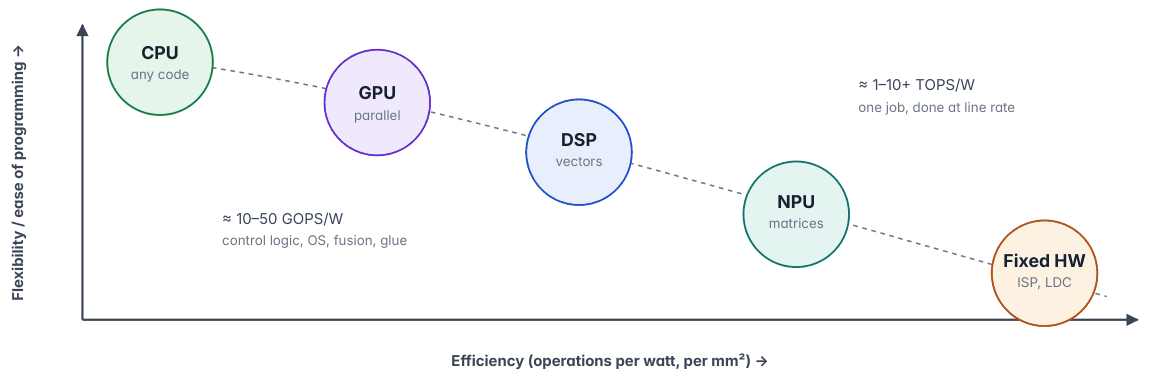 Flexibility / ease of programming →
CPU
any code
GPU
parallel
DSP
vectors
NPU
matrices
Fixed HW
ISP, LDC
≈ 1–10+ TOPS/W
one job, done at line rate
≈ 10–50 GOPS/W
control logic, OS, fusion, glue
Efficiency (operations per watt, per mm²) →